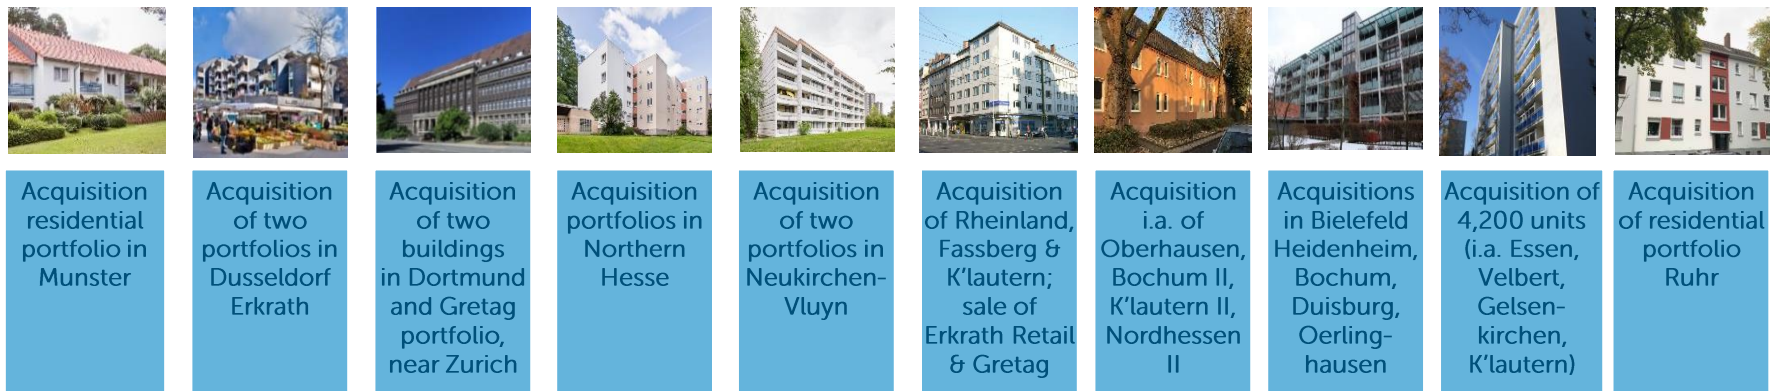 Acquisition
residential
portfolio in
Munster
Acquisition
of two
portfolios in
Dusseldorf
Erkrath
Acquisition
of two
buildings
in Dortmund
and Gretag
portfolio,
near Zurich
Acquisition
portfolios in
Northern
Hesse
Acquisition
of two
portfolios in
Neukirchen-
Vluyn
Acquisition
of Rheinland,
Fassberg &
K'lautern;
sale of
Erkrath Retail
& Gretag
Acquisition
i.a. of
Oberhausen,
Bochum II,
K'lautern II,
Nordhessen
II
Acquisitions
in Bielefeld
Heidenheim,
Bochum,
Duisburg,
Oerling-
hausen
Acquisition of
4,200 units
(i.a. Essen,
Velbert,
Gelsen-
kirchen,
K'lautern)
Acquisition
of residential
portfolio
Ruhr